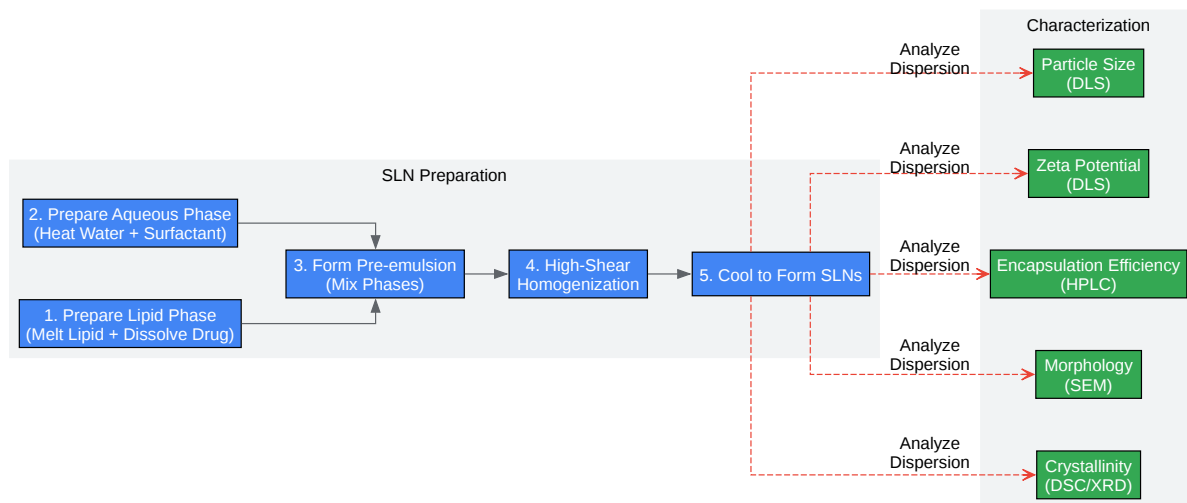 SLN Preparation
2. Prepare Aqueous Phase
(Heat Water + Surfactant)
1. Prepare Lipid Phase
(Melt Lipid + Dissolve Drug)
3. Form Pre-emulsion
(Mix Phases)
4. High-Shear
Homogenization
5. Cool to Form SLNs
Analyze
Dispersion
Analyze
Dispersion
Analyze
Dispersion
Analyze
Dispersion
Analyze
Dispersion
Characterization
Particle Size
(DLS)
Zeta Potential
(DLS)
Encapsulation Efficiency
(HPLC)
Morphology
(SEM)
Crystallinity
(DSC/XRD)